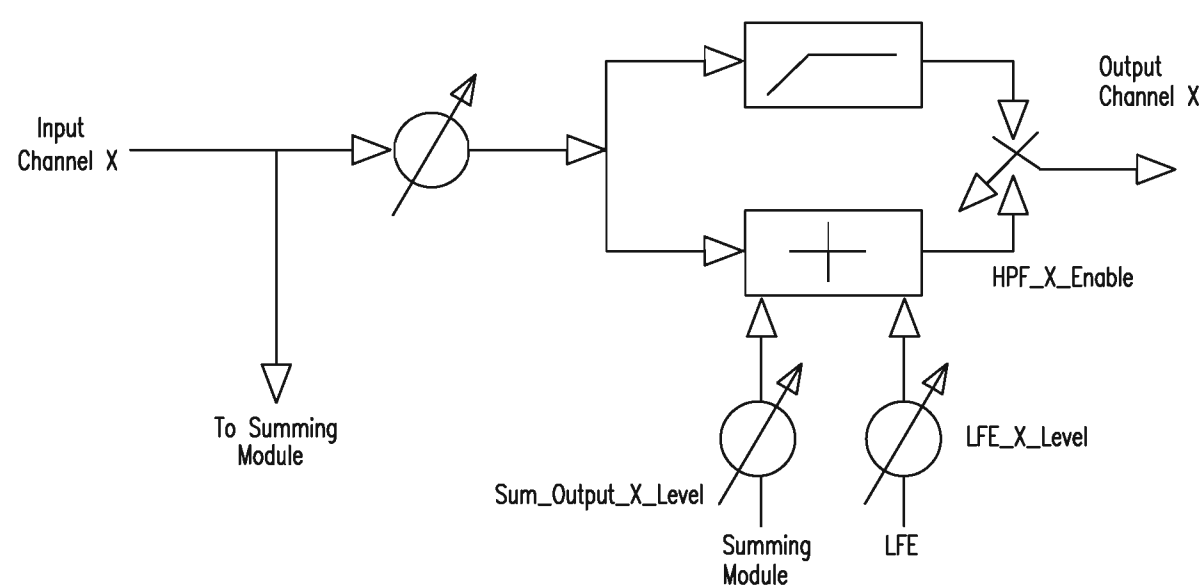 Input
Channel X
Output
Channel X
HPF_X_Enable
To Summing
Module
LFE_X_Level
Sum_Output_X_Level
Summing
Module
LFE